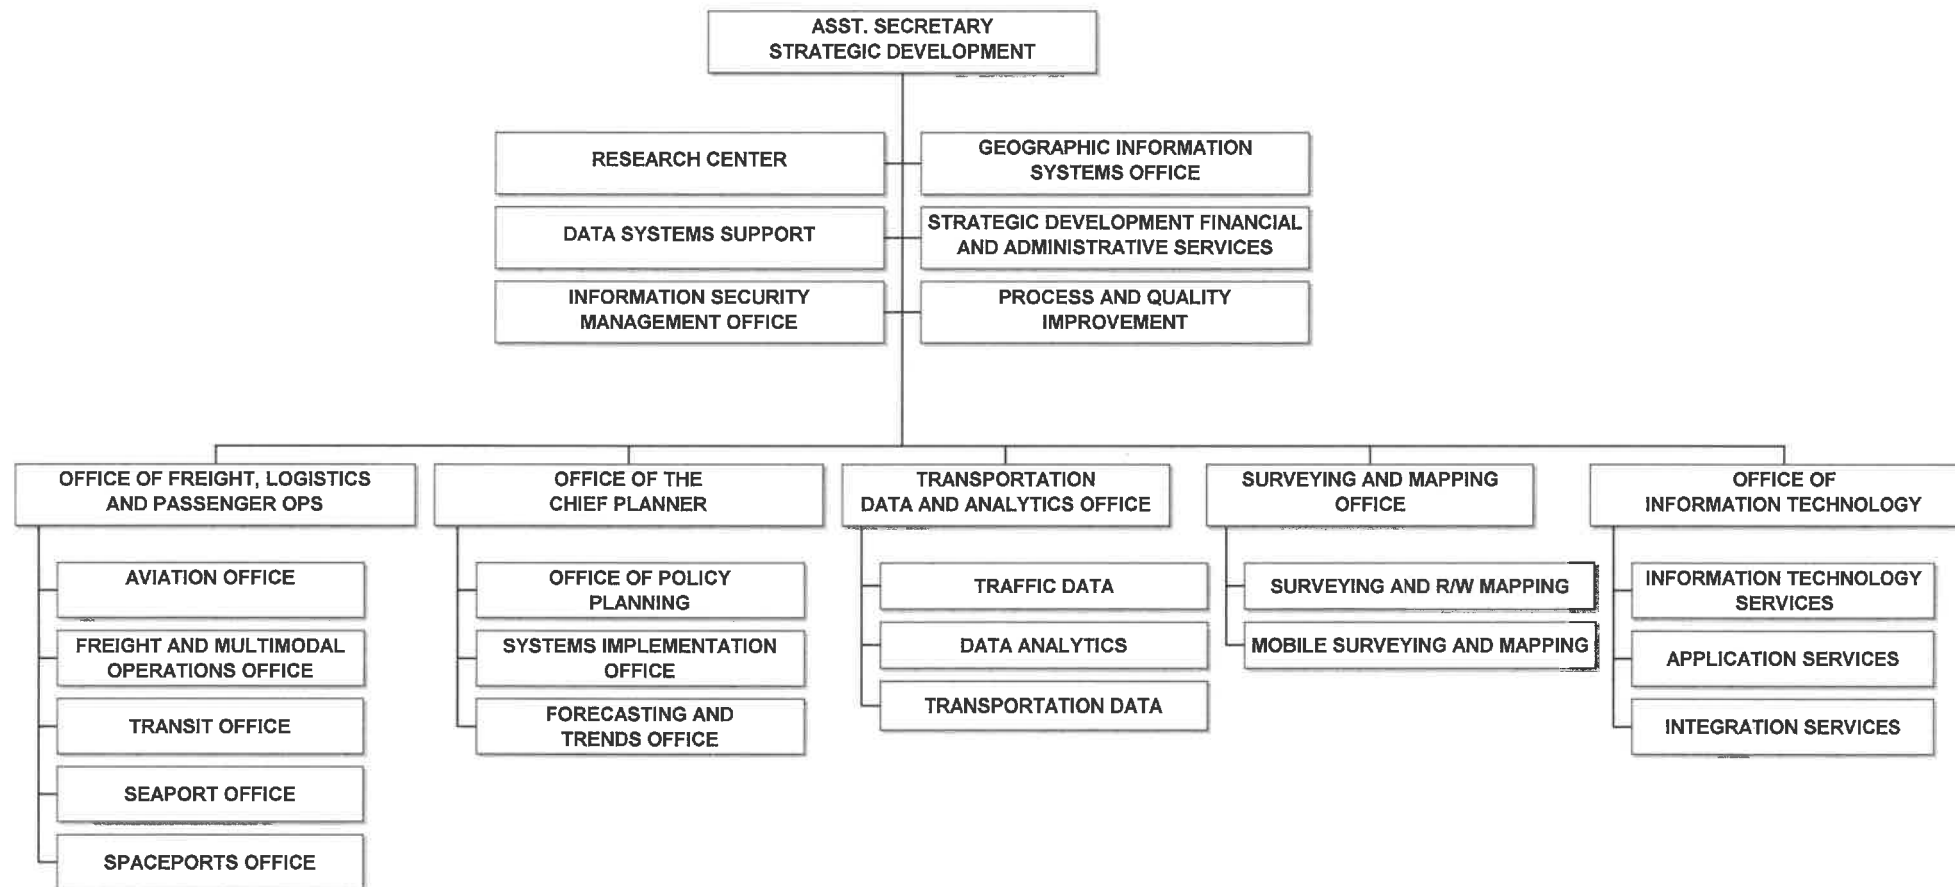 ASST. SECRETARY
STRATEGIC DEVELOPMENT
RESEARCH CENTER
GEOGRAPHIC INFORMATION
SYSTEMS OFFICE
DATA SYSTEMS SUPPORT
STRATEGIC DEVELOPMENT FINANCIAL
AND ADMINISTRATIVE SERVICES
INFORMATION SECURITY
MANAGEMENT OFFICE
PROCESS AND QUALITY
IMPROVEMENT
OFFICE OF FREIGHT, LOGISTICS
AND PASSENGER OPS
AVIATION OFFICE
FREIGHT AND MULTIMODAL
OPERATIONS OFFICE
TRANSIT OFFICE
SEAPORT OFFICE
SPACEPORTS OFFICE
OFFICE OF THE
CHIEF PLANNER
OFFICE OF POLICY
PLANNING
SYSTEMS IMPLEMENTATION
OFFICE
FORECASTING AND
TRENDS OFFICE
TRANSPORTATION
DATA AND ANALYTICS OFFICE
TRAFFIC DATA
DATA ANALYTICS
TRANSPORTATION DATA
SURVEYING AND MAPPING
OFFICE
SURVEYING AND R/W MAPPING
MOBILE SURVEYING AND MAPPING
OFFICE OF
INFORMATION TECHNOLOGY
INFORMATION TECHNOLOGY
SERVICES
APPLICATION SERVICES
INTEGRATION SERVICES